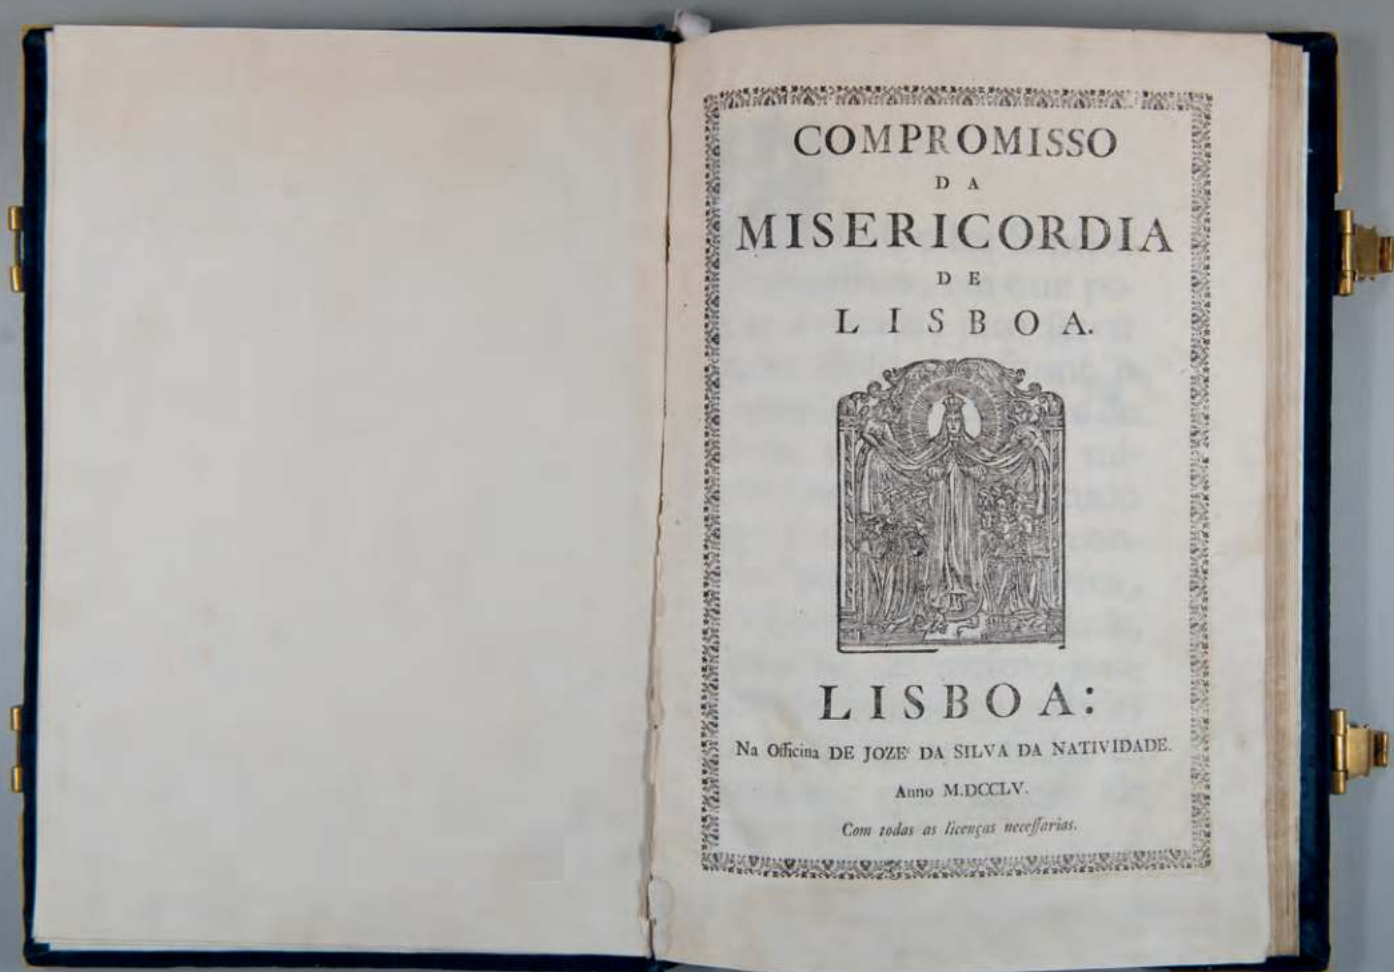 COMPROMISSO
DA
MISERICORDIA
DE
LISBOA.
LISBOA:
Na Officina DE JOZE' DA SILVA DA NATIVIDADE.
Anno M.DCCLV.
Com todas as licenças neceſſarias.